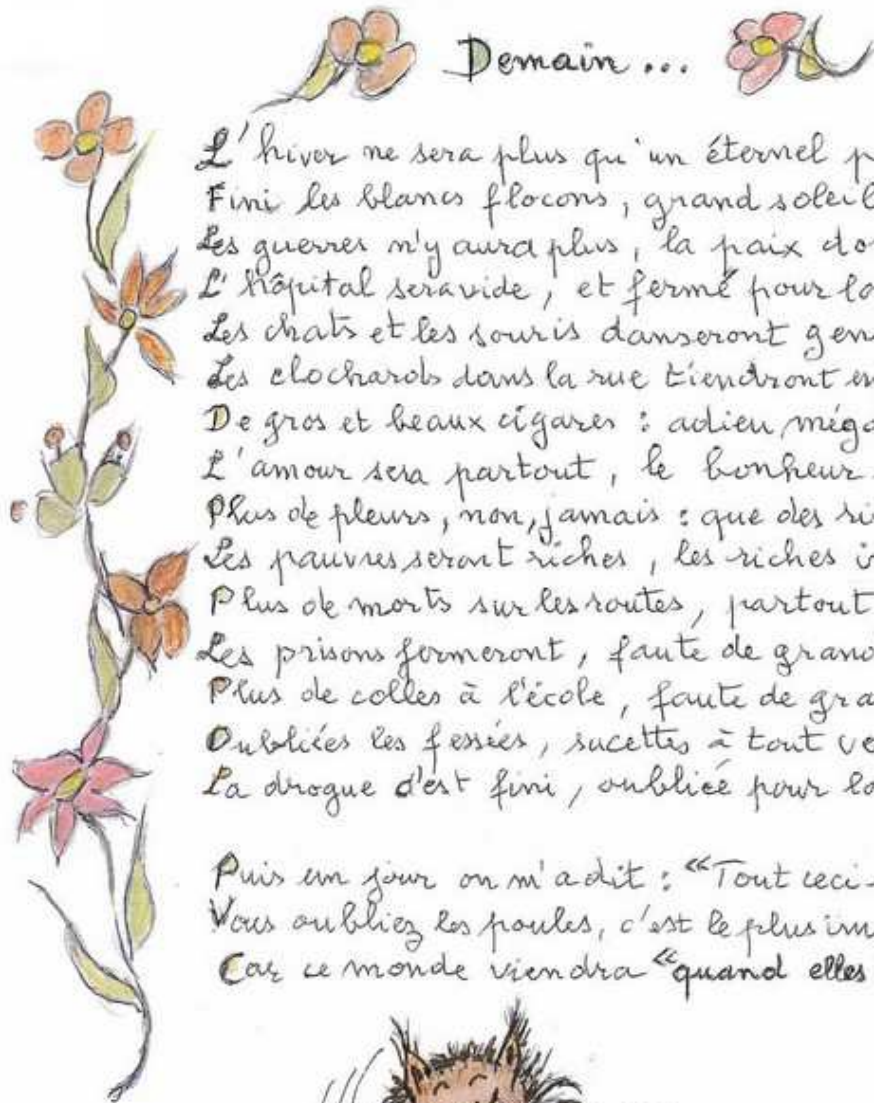 Demain...
L'hiver ne sera plus qu'un éternel p
Fini les blancs flocons, grand soleil
Les guerres n'y aura plus, la paix do
L'hôpital sera vide, et fermé pour lo
Les chats et les souris danseront gen
Les clochards dans la rue tiendront en
De gros et beaux cigares : adieu, mégo
L'amour sera partout, le bonheur
Plus de pleurs, non, jamais : que des ri
Les pauvres seront riches, les riches i
Plus de morts sur les routes, partout
Les prisons fermeront, faute de grand
Plus de colles à l'école, faute de gra
Oubliées les fessées, sucettes à tout ve
La drogue c'est fini, oubliée pour lo
Puis un jour on m'a dit : "Tout ceci
Vous oubliez les poules, c'est le plus im
Car ce monde viendra "quand elles